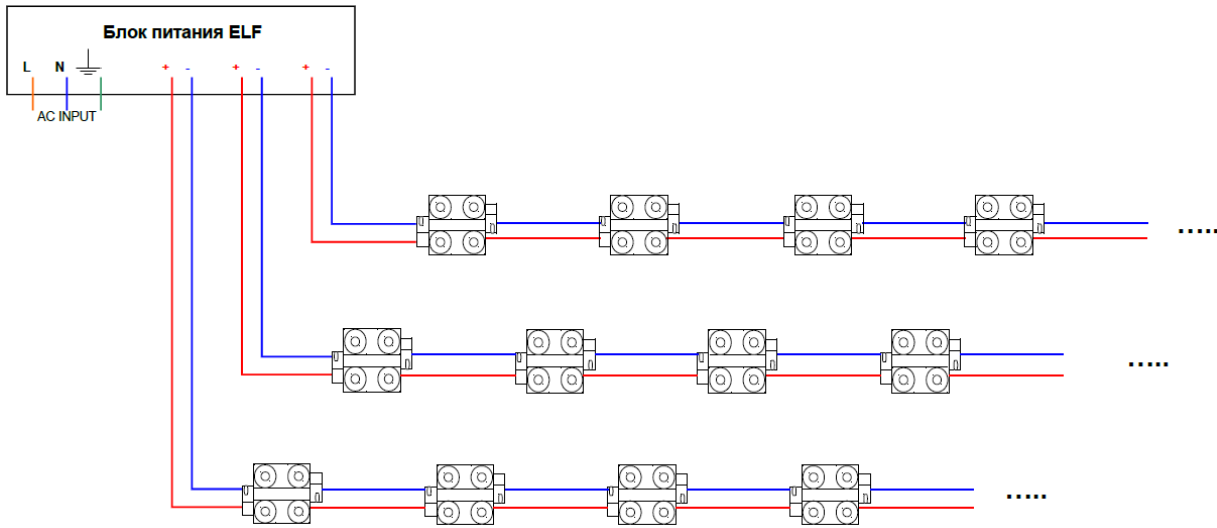 Блок питания ELF
L N + - + - + -
AC INPUT
.....
.....
.....